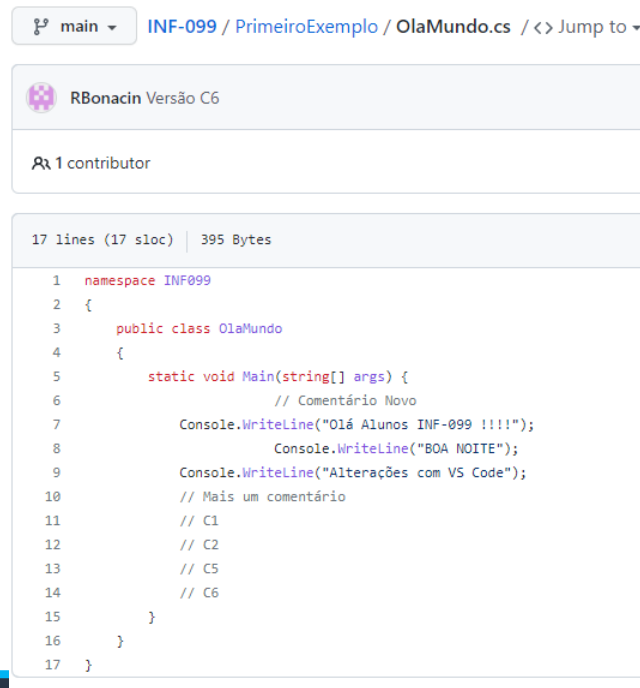 main
INF-099 / PrimeiroExemplo / OlaMundo.cs / <> Jump to
RBonacin Versão C6
1 contributor
17 lines (17 sloc) 395 Bytes
1 namespace INF099
2 {
3     public class OlaMundo
4     {
5         static void Main(string[] args) {
6                         // Comentário Novo
7             Console.WriteLine("Olá Alunos INF-099 !!!!");
8                         Console.WriteLine("BOA NOITE");
9             Console.WriteLine("Alterações com VS Code");
10             // Mais um comentário
11             // C1
12             // C2
13             // C5
14             // C6
15         }
16     }
17 }